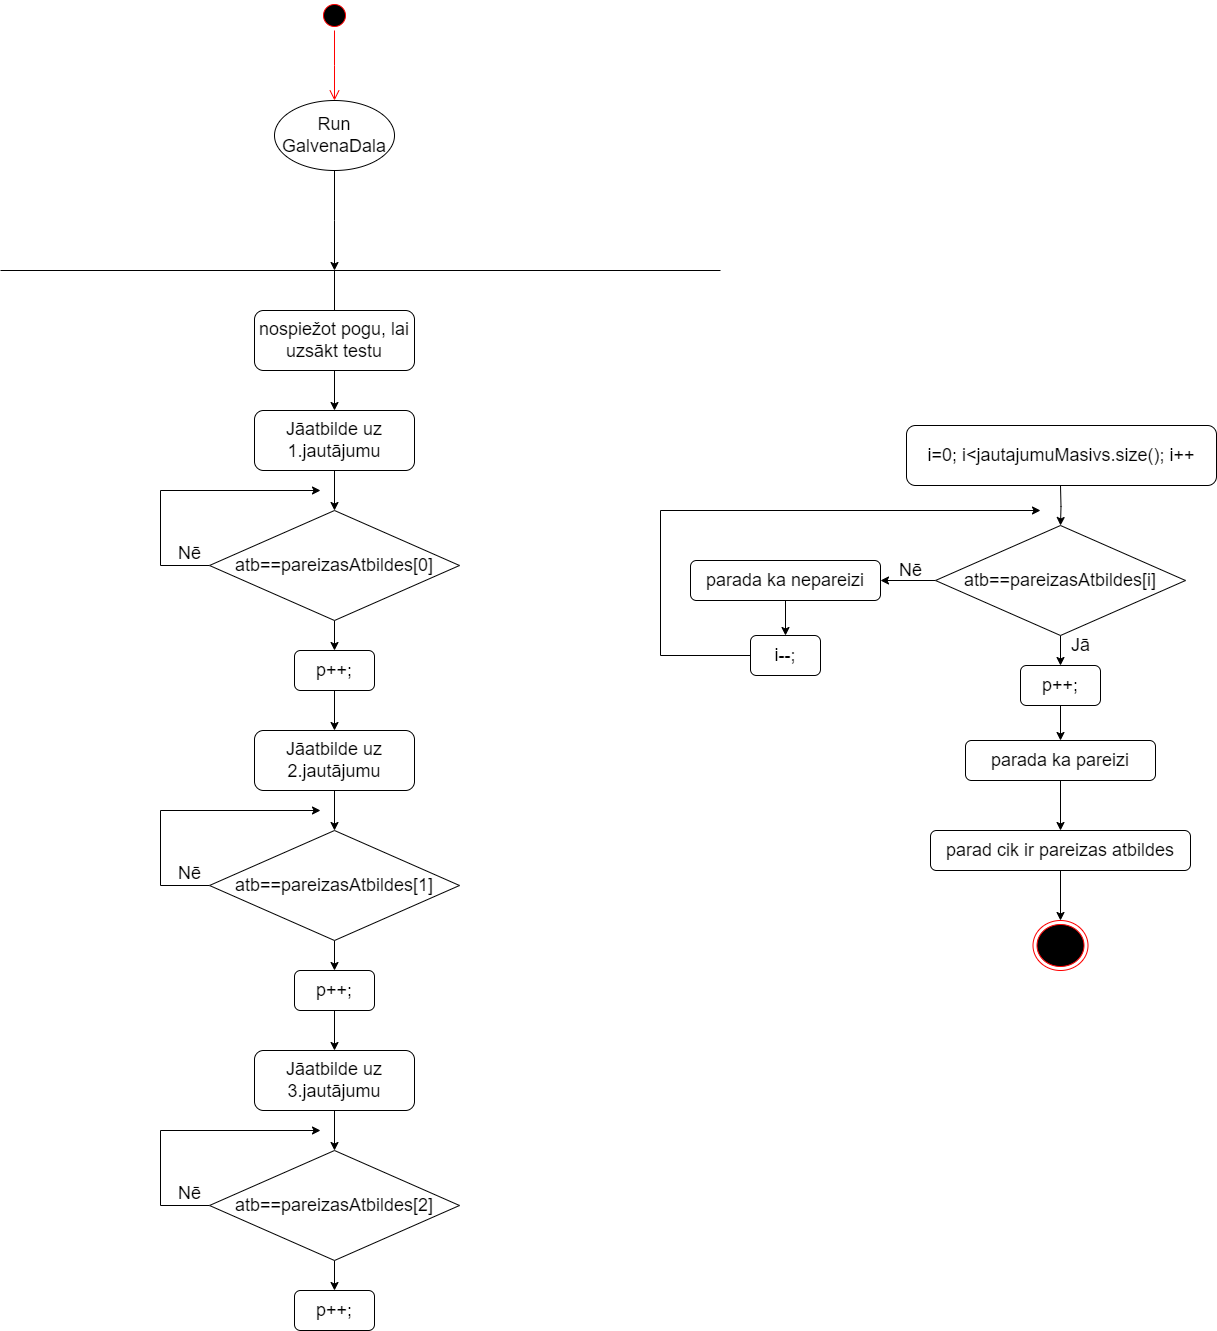 Run
GalvenaDala
nospiežot pogu, lai
uzsākt testu
Jāatbilde uz
1.jautājumu
Nē
atb==pareizasAtbildes[0]
p++;
Jāatbilde uz
2.jautājumu
Nē
atb==pareizasAtbildes[1]
p++;
Jāatbilde uz
3.jautājumu
Nē
atb==pareizasAtbildes[2]
p++;
i=0; i<jautajumuMasivs.size(); i++
atb==pareizasAtbildes[i]
Nē
parada ka nepareizi
i--;
Jā
p++;
parada ka pareizi
parad cik ir pareizas atbildes